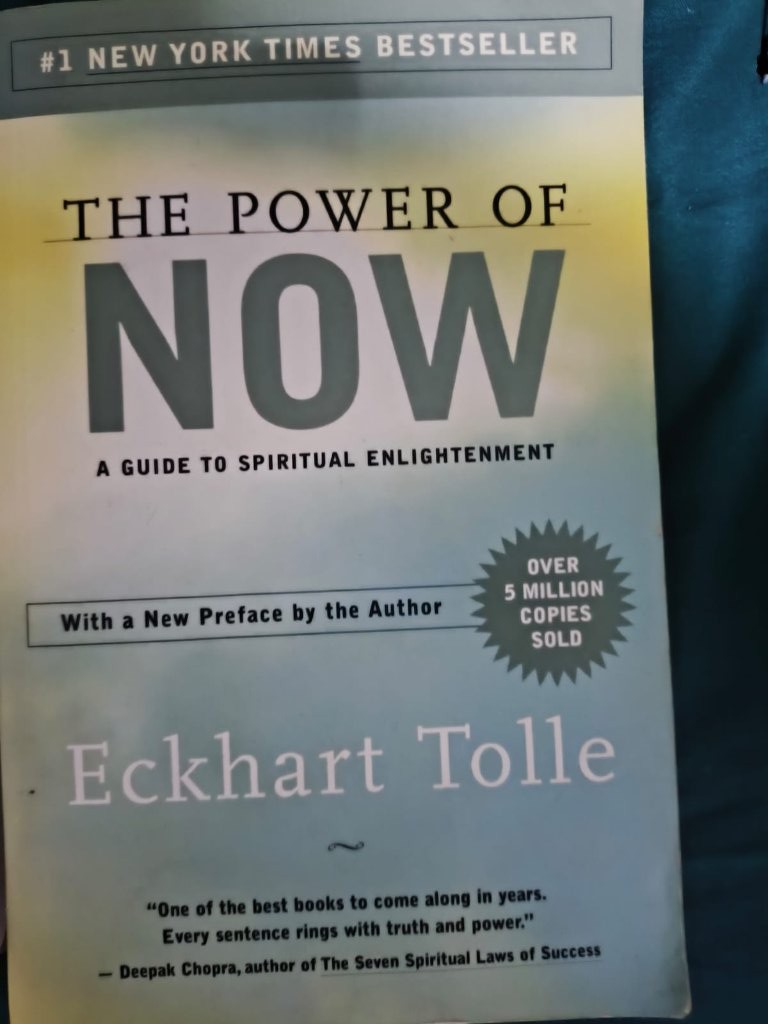 #1 NEW YORK TIMES BESTSELLER
THE POWER OF
NOW
A GUIDE TO SPIRITUAL ENLIGHTENMENT
With a New Preface by the Author
OVER
5 MILLION
COPIES
SOLD
Eckhart Tolle
“One of the best books to come along in years.
Every sentence rings with truth and power.”
— Deepak Chopra, author of The Seven Spiritual Laws of Success